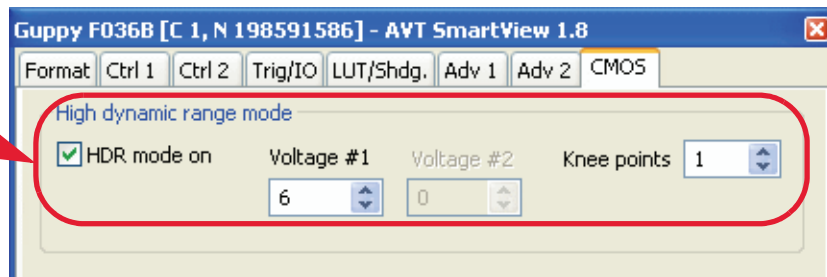 Guppy F036B [C 1, N 198591586] - AVT SmartView 1.8
Format Ctrl 1 Ctrl 2 Trig/IO LUT/Shdg. Adv 1 Adv 2 CMOS
High dynamic range mode
HDR mode on Voltage #1 Voltage #2 Knee points 1
6 0